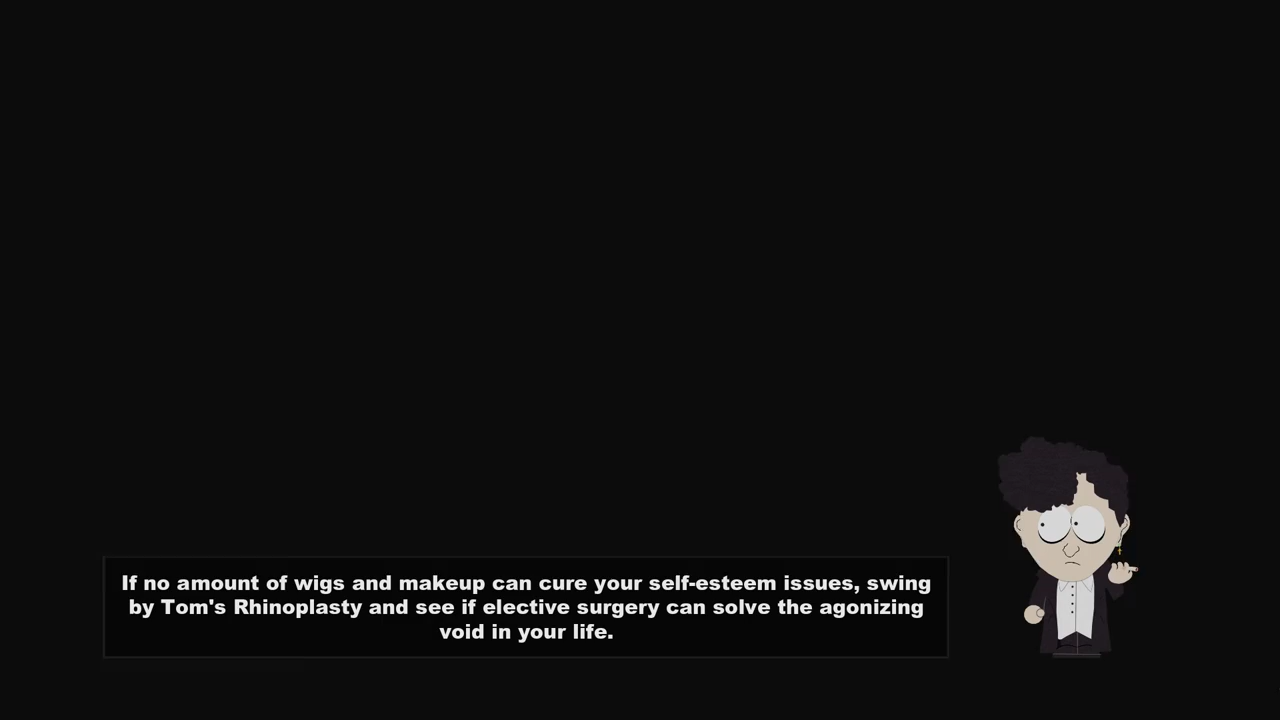 If no amount of wigs and makeup can cure your self-esteem issues, swing
by Tom's Rhinoplasty and see if elective surgery can solve the agonizing
void in your life.